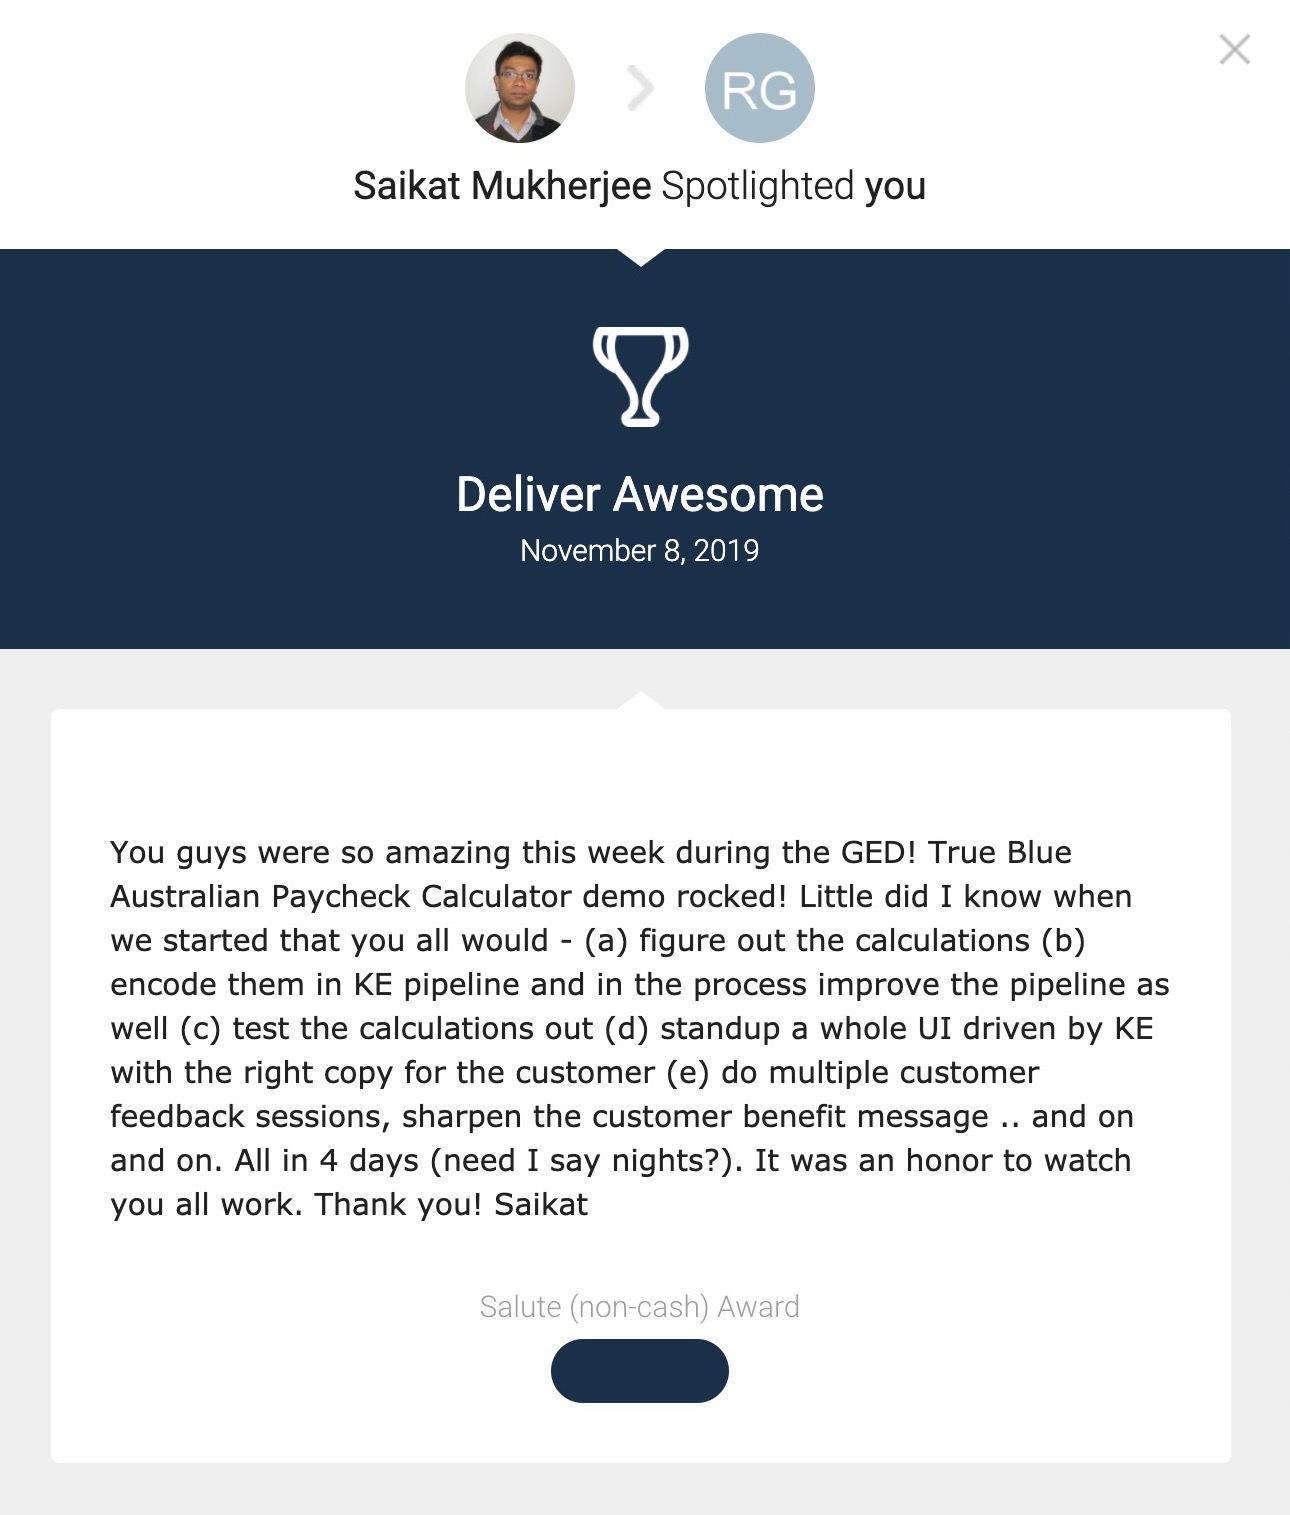 RG
Saikat Mukherjee Spotlighted you
Deliver Awesome
November 8, 2019
You guys were so amazing this week during the GED! True Blue
Australian Paycheck Calculator demo rocked! Little did I know when
we started that you all would - (a) figure out the calculations (b)
encode them in KE pipeline and in the process improve the pipeline as
well (c) test the calculations out (d) standup a whole UI driven by KE
with the right copy for the customer (e) do multiple customer
feedback sessions, sharpen the customer benefit message .. and on
and on. All in 4 days (need I say nights?). It was an honor to watch
you all work. Thank you! Saikat
Salute (non-cash) Award